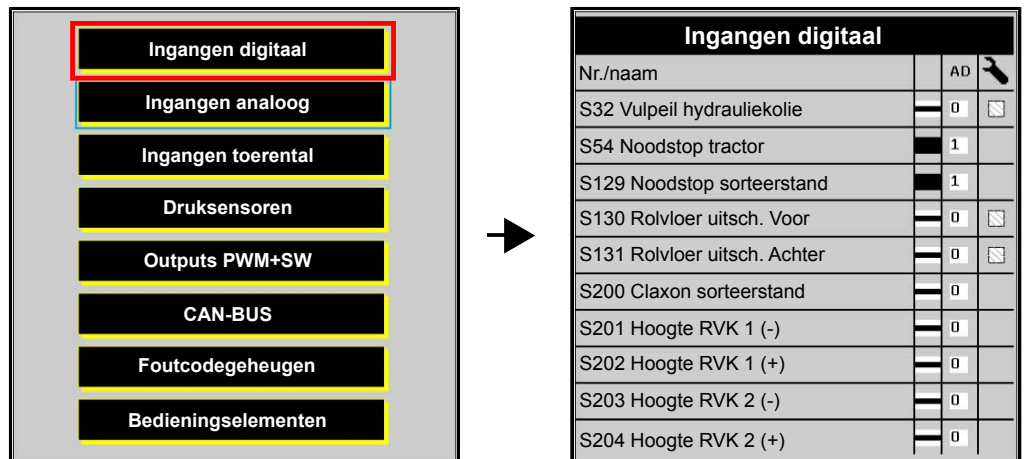 Ingangen digitaal
Ingangen analoog
Ingangen toerental
Druksensoren
Outputs PWM+SW
CAN-BUS
Foutcodegeheugen
Bedieningselementen
Ingangen digitaal
Nr./naam AD
S32 Vulpeil hydrauliekolie 0
S54 Noodstop tractor 1
S129 Noodstop sorteerstand 1
S130 Rolvloer uitsch. Voor 0
S131 Rolvloer uitsch. Achter 0
S200 Claxon sorteerstand 0
S201 Hoogte RVK 1 (-) 0
S202 Hoogte RVK 1 (+) 0
S203 Hoogte RVK 2 (-) 0
S204 Hoogte RVK 2 (+) 0